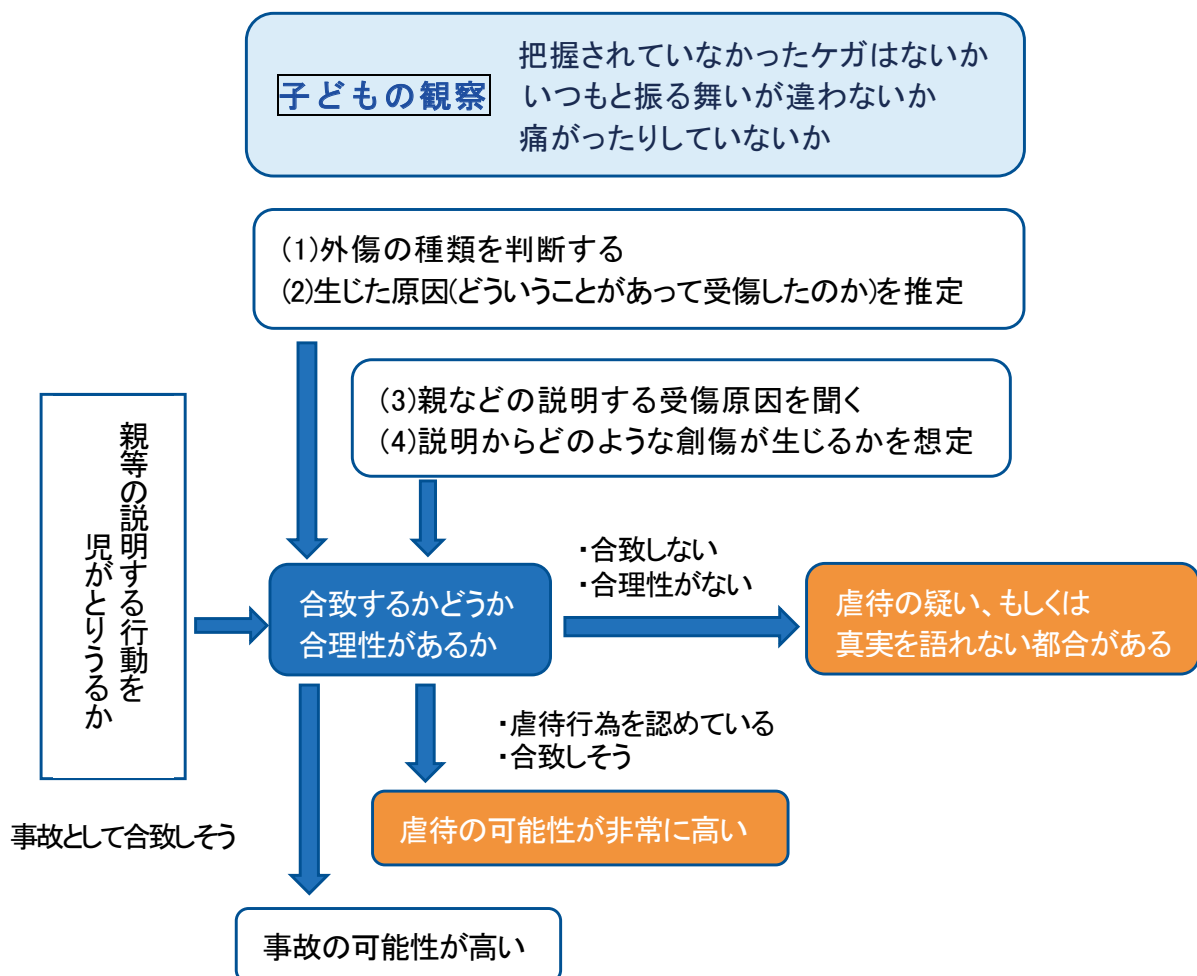 把握されていなかったケガはないか
子どもの観察
いつもと振る舞いが違わないか
痛がったりしていないか
(1)外傷の種類を判断する
(2)生じた原因(どういうことがあって受傷したのか)を推定
(3)親などの説明する受傷原因を聞く
(4)説明からどのような創傷が生じるかを想定
親等の説明する行動を
児がとりうるか
合致するかどうか
合理性があるか
・合致しない
・合理性がない
虐待の疑い、もしくは
真実を語れない都合がある
・虐待行為を認めている
・合致しそう
虐待の可能性が非常に高い
事故として合致しそう
事故の可能性が高い